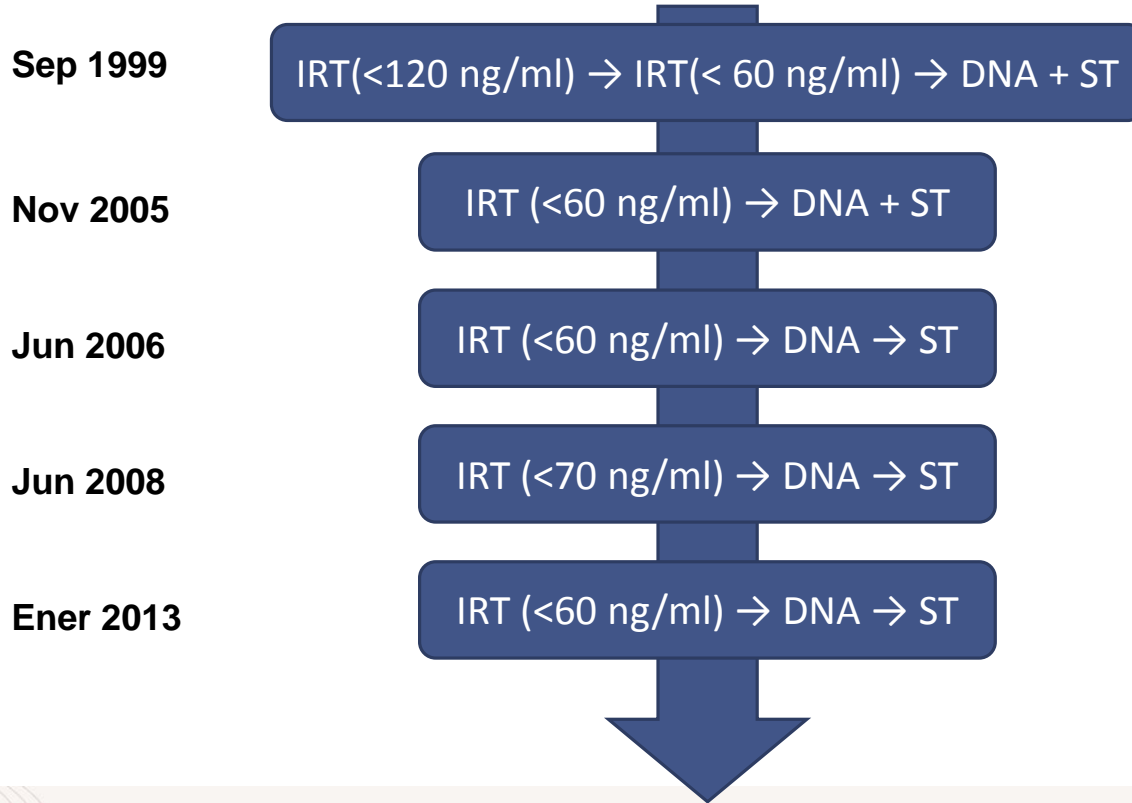 Sep 1999
IRT(<120 ng/ml) → IRT(< 60 ng/ml) → DNA + ST
Nov 2005
IRT (<60 ng/ml) → DNA + ST
Jun 2006
IRT (<60 ng/ml) → DNA → ST
Jun 2008
IRT (<70 ng/ml) → DNA → ST
Ener 2013
IRT (<60 ng/ml) → DNA → ST